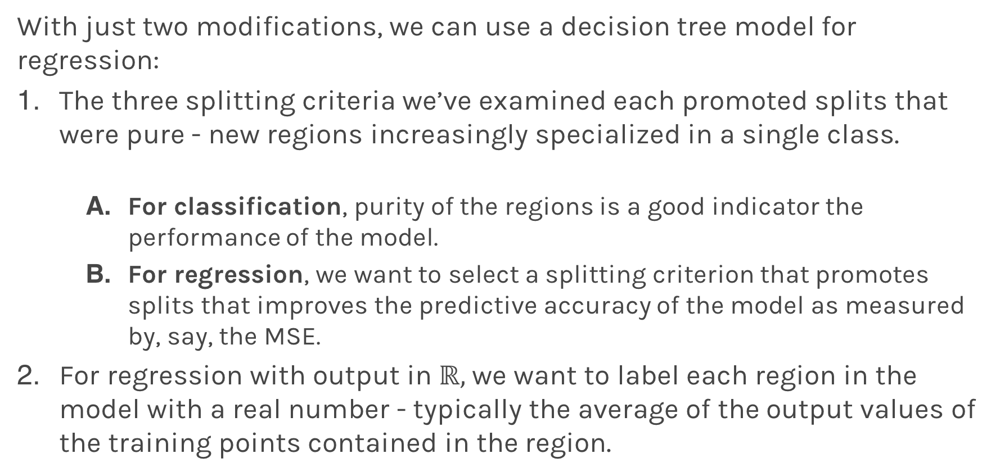 With just two modifications, we can use a decision tree model for
regression:
1. The three splitting criteria we’ve examined each promoted splits that
were pure - new regions increasingly specialized in a single class.
A. For classification, purity of the regions is a good indicator the
performance of the model.
B. For regression, we want to select a splitting criterion that promotes
splits that improves the predictive accuracy of the model as measured
by, say, the MSE.
2. For regression with output in ℝ, we want to label each region in the
model with a real number - typically the average of the output values of
the training points contained in the region.